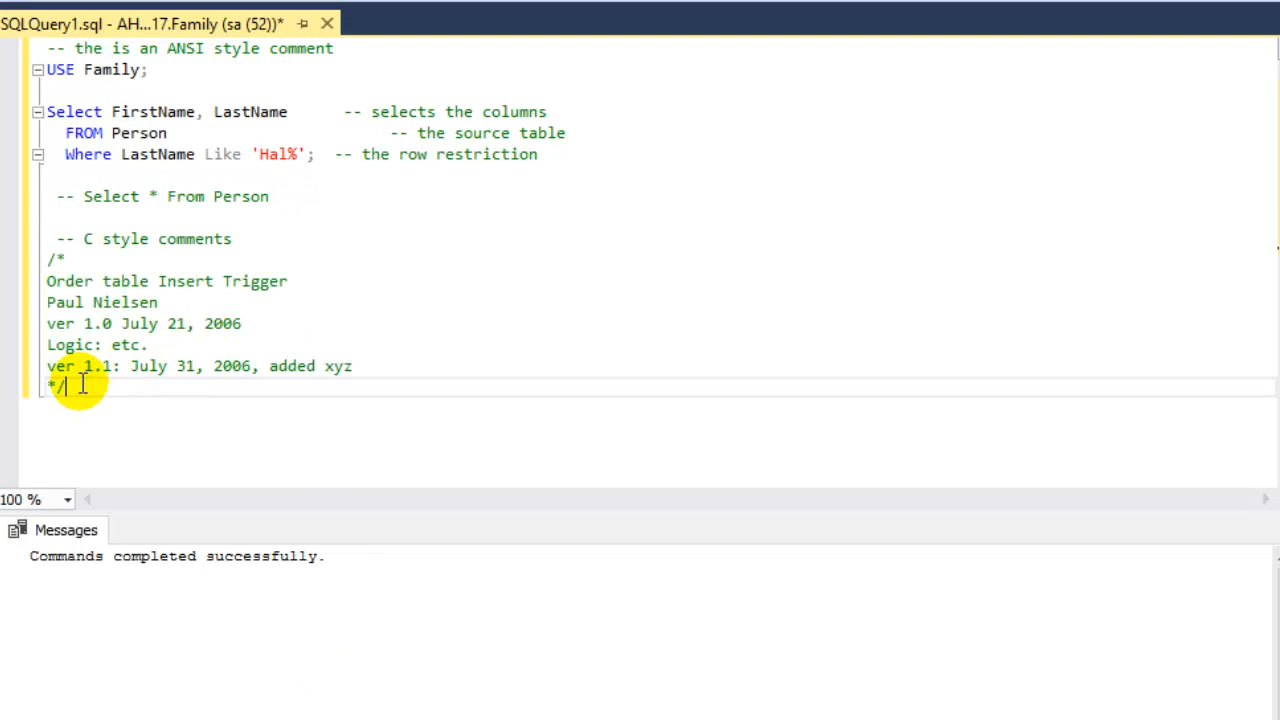 SQLQuery1.sql - AH...17.Family (sa (52))*
-- the is an ANSI style comment
USE Family;
Select FirstName, LastName -- selects the columns
FROM Person -- the source table
Where LastName Like 'Hal%'; -- the row restriction
-- Select * From Person
-- C style comments
/*
Order table Insert Trigger
Paul Nielsen
ver 1.0 July 21, 2006
Logic: etc.
ver 1.1: July 31, 2006, added xyz
*/
100 %
Messages
Commands completed successfully.